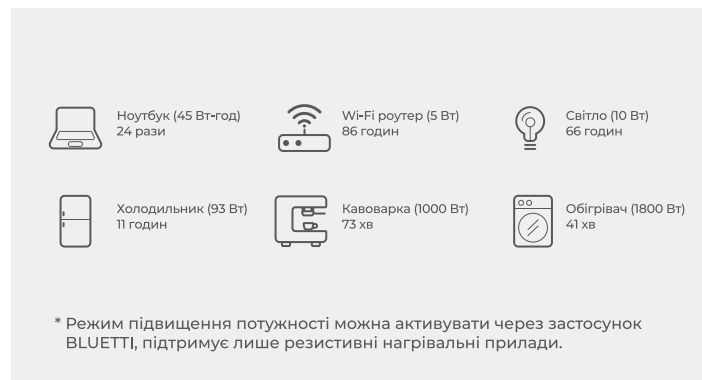 Ноутбук (45 Вт-год)
24 рази
Wi-Fi роутер (5 Вт)
86 годин
Світло (10 Вт)
66 годин
Холодильник (93 Вт)
11 годин
Кавоварка (1000 Вт)
73 хв
Обігрівач (1800 Вт)
41 хв
* Режим підвищення потужності можна активувати через застосунок
BLUETTI, підтримує лише резистивні нагрівальні прилади.